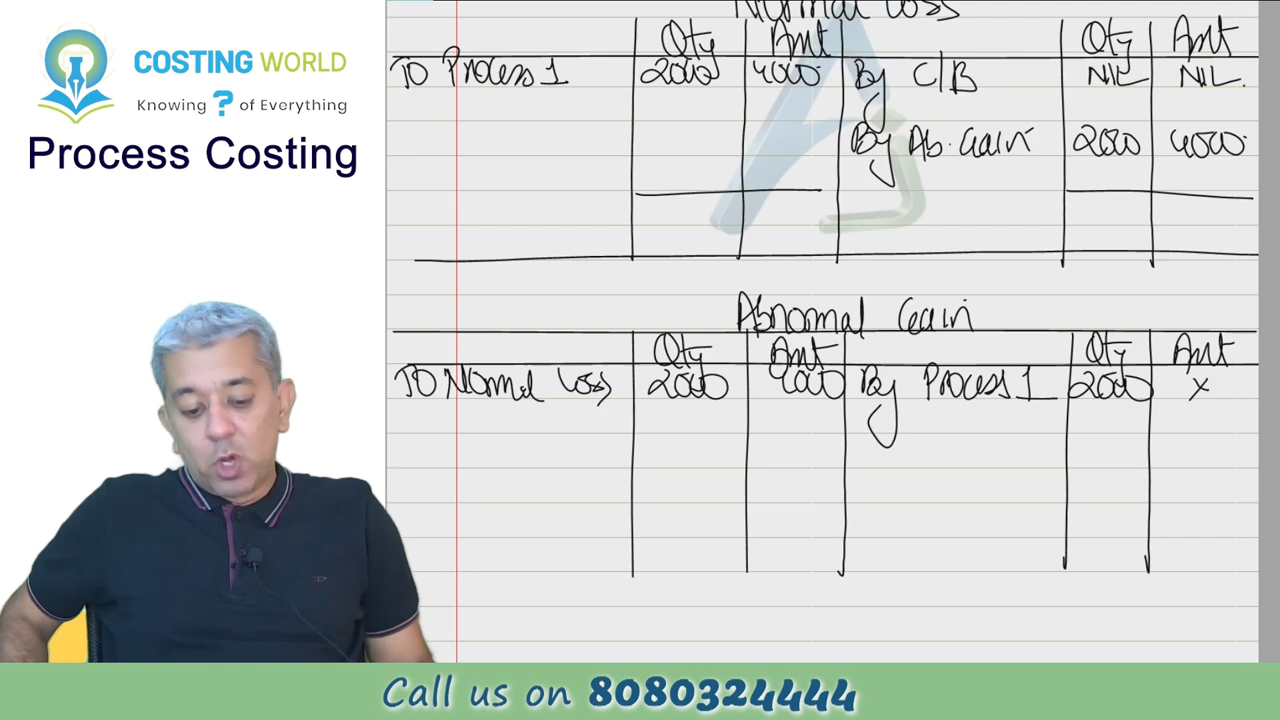 Normal Loss
COSTING WORLD
Knowing ? of Everything
Process Costing
Qty Amt Qty Amt
To Process 1 2000 4000 By C/B NIL NIL.
By Ab. Gain 2000 4000
Abnormal Gain
Qty Amt Qty Amt
To Normal Loss 2000 4000 By Process 1 2000 x
Call us on 8080324444